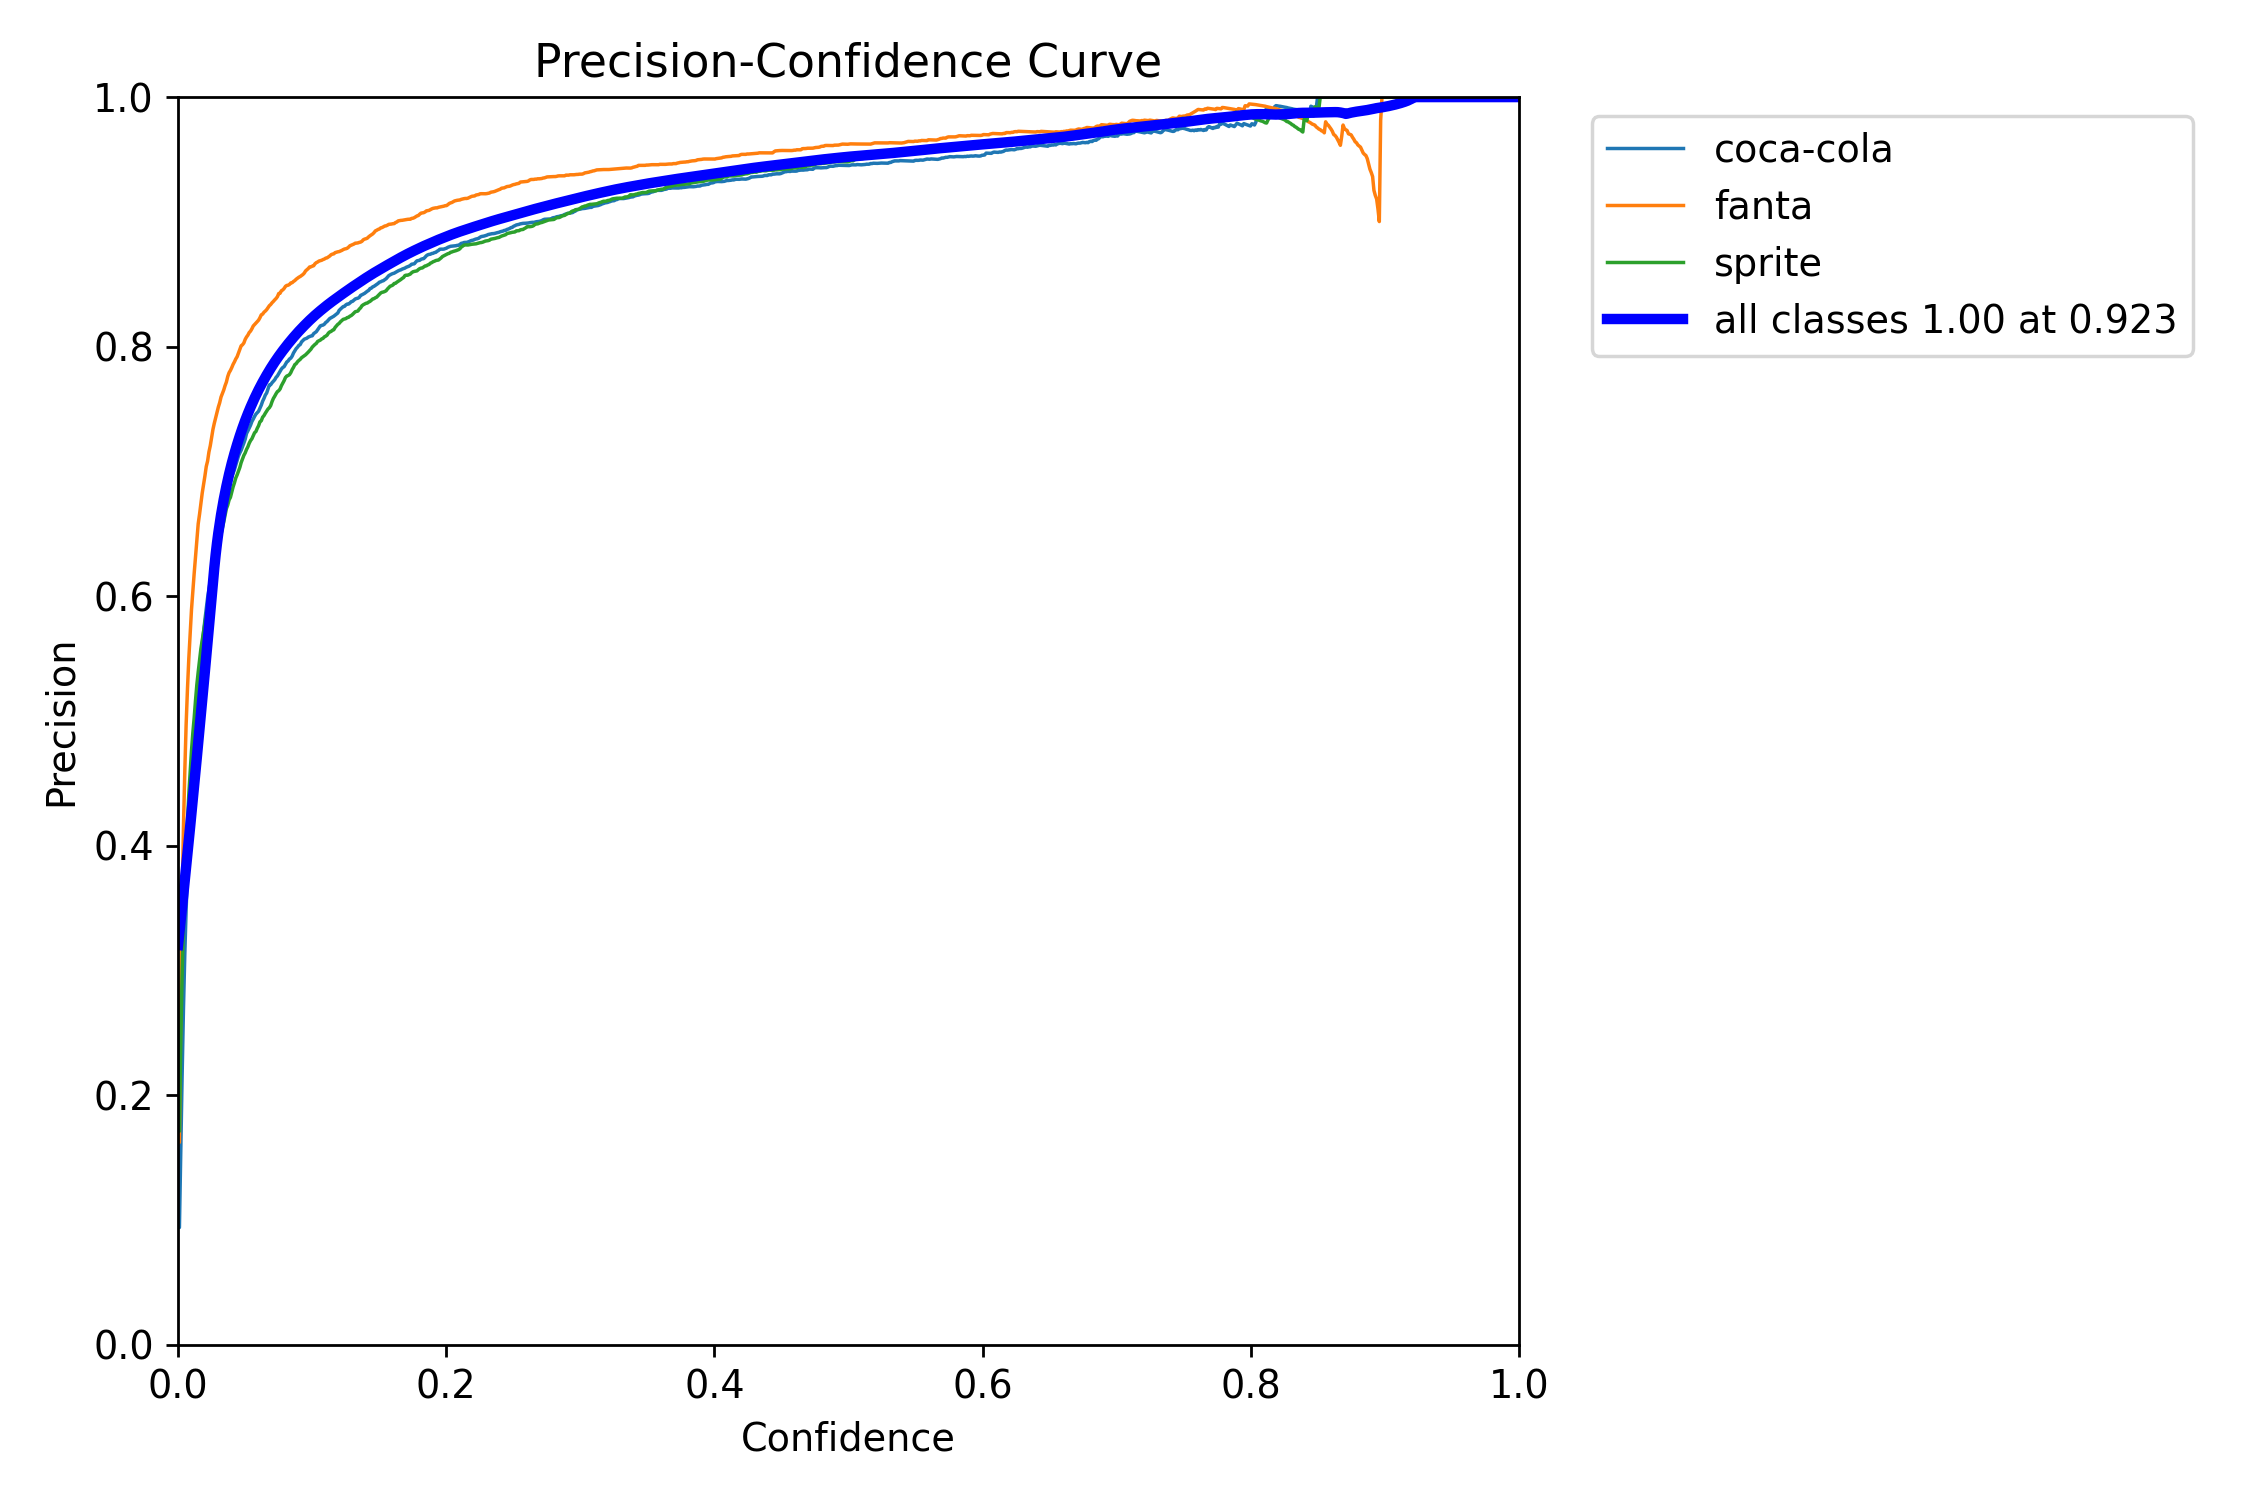 Precision-Confidence Curve
1.0
0.8
0.6
0.4
0.2
0.0
Precision
0.0 0.2 0.4 0.6 0.8 1.0
Confidence
coca-cola
fanta
sprite
all classes 1.00 at 0.923